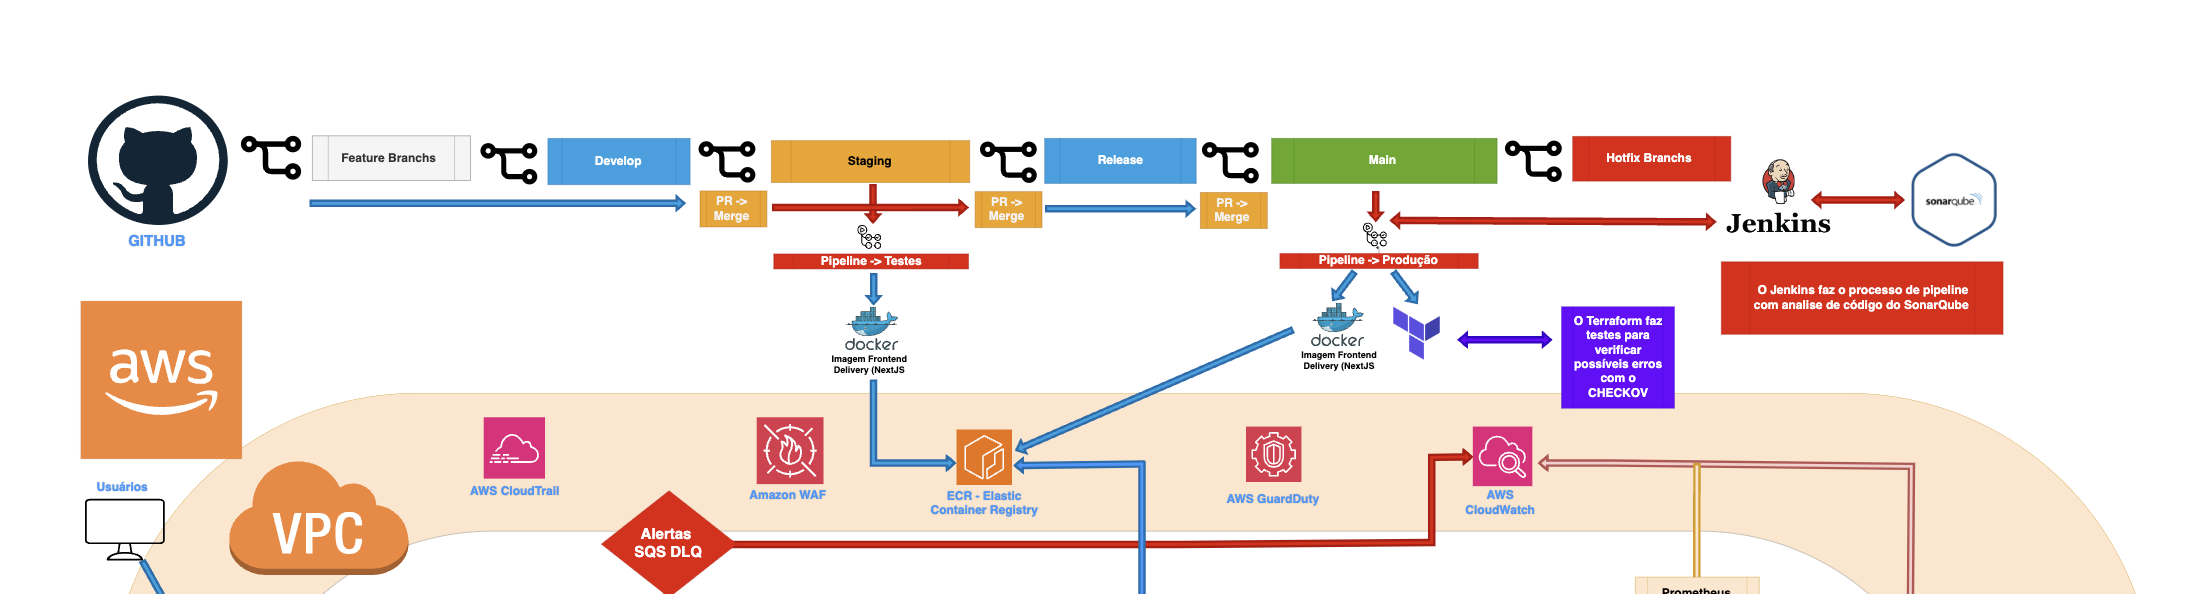 Feature Branchs
Develop
Staging
Release
Main
Hotfix Branchs
PR ->
Merge
PR ->
Merge
PR ->
Merge
GITHUB
Jenkins
sonarqube
Pipeline -> Testes
Pipeline -> Produção
O Jenkins faz o processo de pipeline
com analise de código do SonarQube
aws
docker
Imagem Frontend
Delivery (NextJS
docker
Imagem Frontend
Delivery (NextJS
O Terraform faz
testes para
verificar
possíveis erros
com o
CHECKOV
Usuários
VPC
AWS CloudTrail
Amazon WAF
ECR - Elastic
Container Registry
AWS GuardDuty
AWS
CloudWatch
Alertas
SQS DLQ
Prometheus